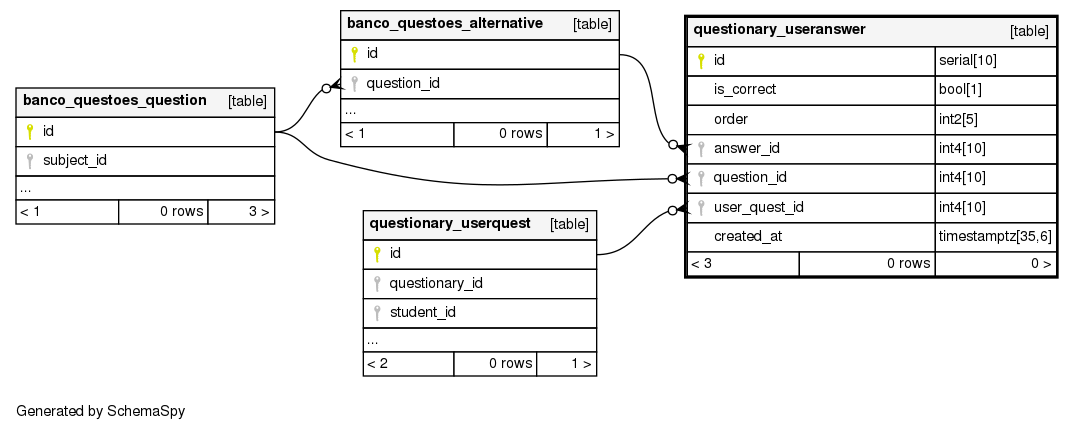 banco_questoes_alternative [table]
id
question_id
...
< 1 0 rows 1 >
questionary_useranswer [table]
id serial[10]
is_correct bool[1]
order int2[5]
answer_id int4[10]
question_id int4[10]
user_quest_id int4[10]
created_at timestamptz[35,6]
< 3 0 rows 0 >
banco_questoes_question [table]
id
subject_id
...
< 1 0 rows 3 >
questionary_userquest [table]
id
questionary_id
student_id
...
< 2 0 rows 1 >
Generated by SchemaSpy